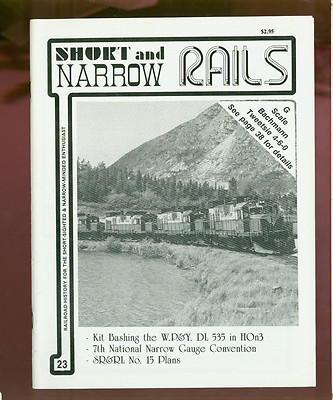 $2.95
SHORT and
NARROW RAILS
G
Scale
Bachmann
Tweetsie 4-6-0
See page 38 for details
RAILROAD HISTORY FOR THE SHORT-SIGHTED & NARROW-MINDED ENTHUSIAST
- Kit Bashing the W.P.&Y. DL 535 in HOn3
- 7th National Narrow Gauge Convention
- SR&RL No. 15 Plans
23